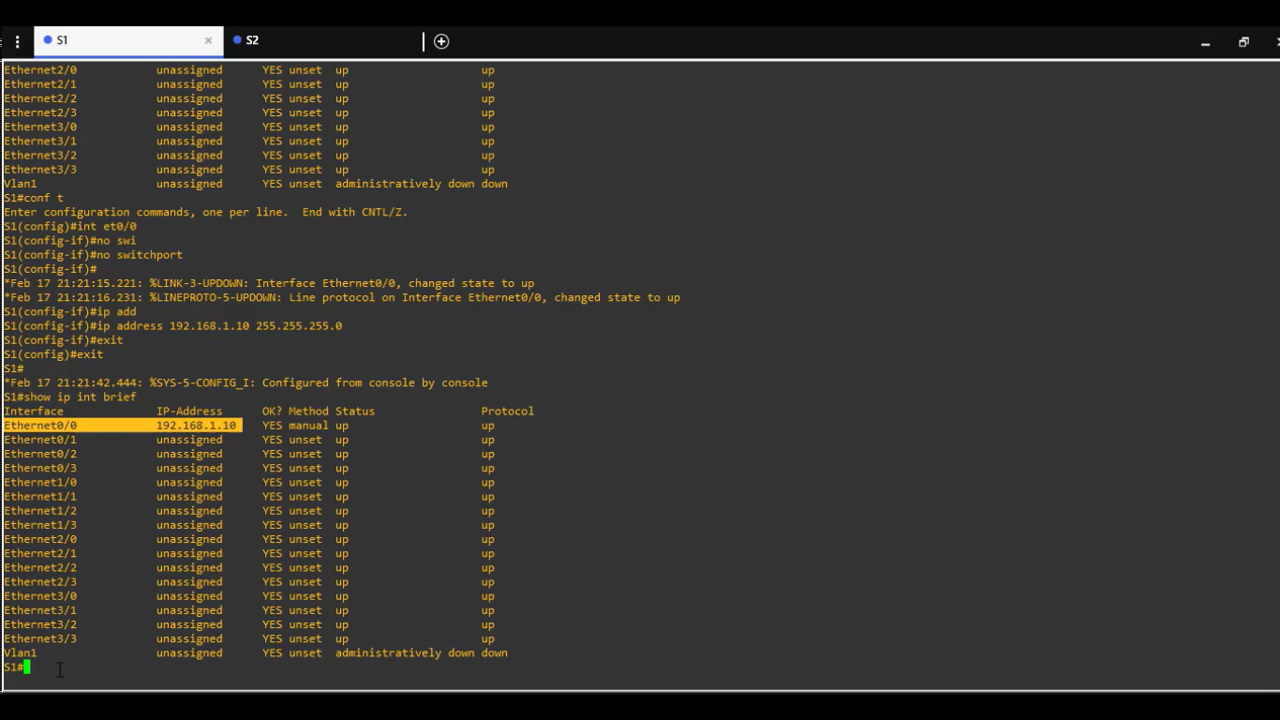 S1
S2
Ethernet2/0 unassigned YES unset up up
Ethernet2/1 unassigned YES unset up up
Ethernet2/2 unassigned YES unset up up
Ethernet2/3 unassigned YES unset up up
Ethernet3/0 unassigned YES unset up up
Ethernet3/1 unassigned YES unset up up
Ethernet3/2 unassigned YES unset up up
Ethernet3/3 unassigned YES unset up up
Vlan1 unassigned YES unset administratively down down
S1#conf t
Enter configuration commands, one per line. End with CNTL/Z.
S1(config)#int et0/0
S1(config-if)#no swi
S1(config-if)#no switchport
S1(config-if)#
*Feb 17 21:21:15.221: %LINK-3-UPDOWN: Interface Ethernet0/0, changed state to up
*Feb 17 21:21:16.231: %LINEPROTO-5-UPDOWN: Line protocol on Interface Ethernet0/0, changed state to up
S1(config-if)#ip add
S1(config-if)#ip address 192.168.1.10 255.255.255.0
S1(config-if)#exit
S1(config)#exit
S1#
*Feb 17 21:21:42.444: %SYS-5-CONFIG_I: Configured from console by console
S1#show ip int brief
Interface IP-Address OK? Method Status Protocol
Ethernet0/0 192.168.1.10 YES manual up up
Ethernet0/1 unassigned YES unset up up
Ethernet0/2 unassigned YES unset up up
Ethernet0/3 unassigned YES unset up up
Ethernet1/0 unassigned YES unset up up
Ethernet1/1 unassigned YES unset up up
Ethernet1/2 unassigned YES unset up up
Ethernet1/3 unassigned YES unset up up
Ethernet2/0 unassigned YES unset up up
Ethernet2/1 unassigned YES unset up up
Ethernet2/2 unassigned YES unset up up
Ethernet2/3 unassigned YES unset up up
Ethernet3/0 unassigned YES unset up up
Ethernet3/1 unassigned YES unset up up
Ethernet3/2 unassigned YES unset up up
Ethernet3/3 unassigned YES unset up up
Vlan1 unassigned YES unset administratively down down
S1#